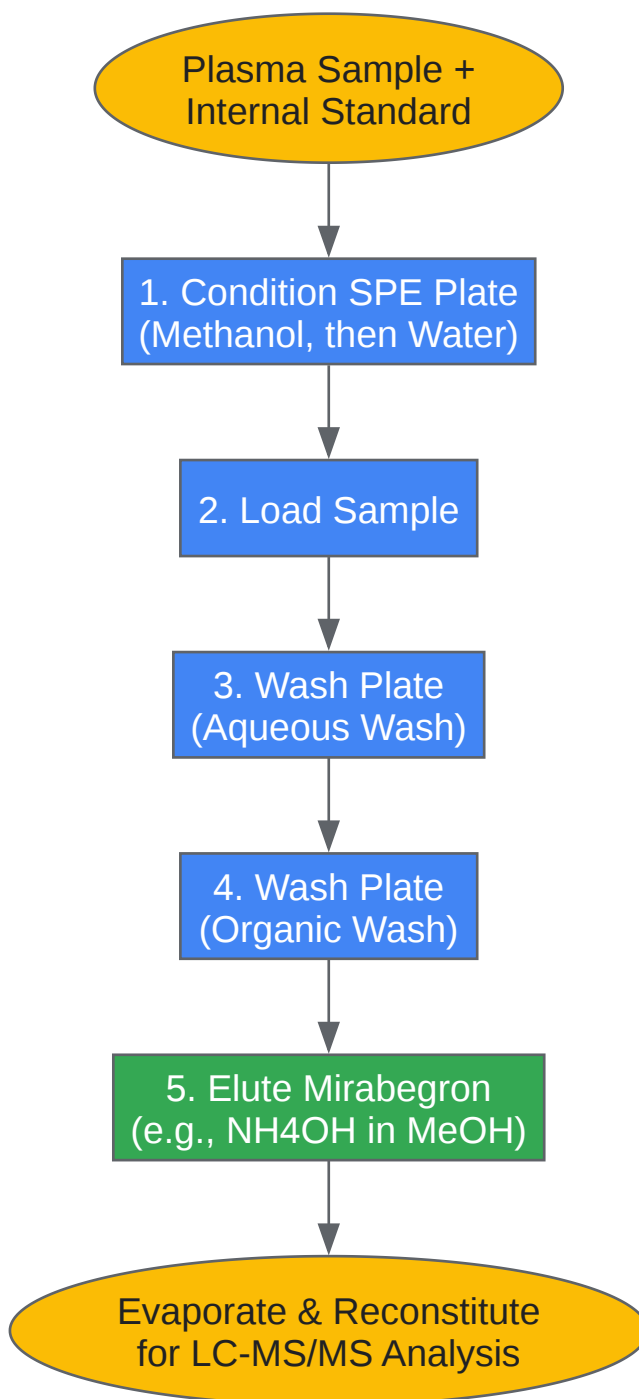 Plasma Sample +
Internal Standard
1. Condition SPE Plate
(Methanol, then Water)
2. Load Sample
3. Wash Plate
(Aqueous Wash)
4. Wash Plate
(Organic Wash)
5. Elute Mirabegron
(e.g., NH4OH in MeOH)
Evaporate & Reconstitute
for LC-MS/MS Analysis